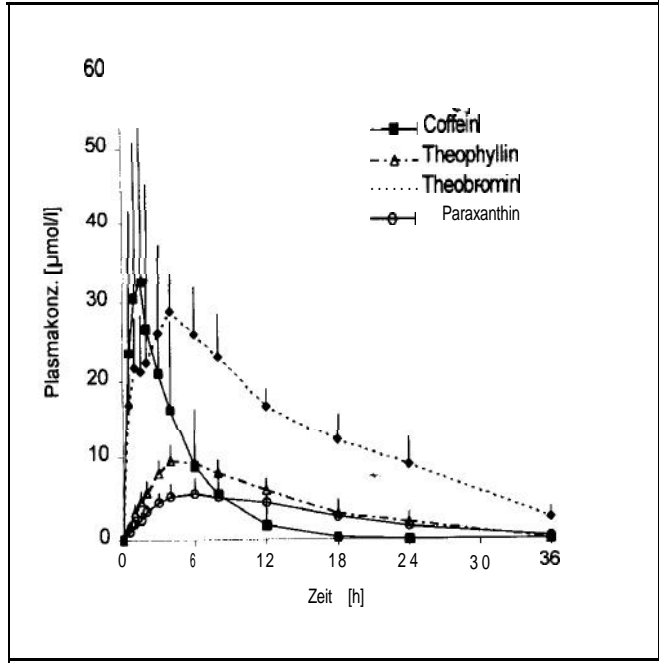 60
50
40
30
20
10
0
Plasmakonz. [µmol/l]
Coffein
Theophyllin
Theobromin
Paraxanthin
0 6 12 18 24 30 36
Zeit [h]